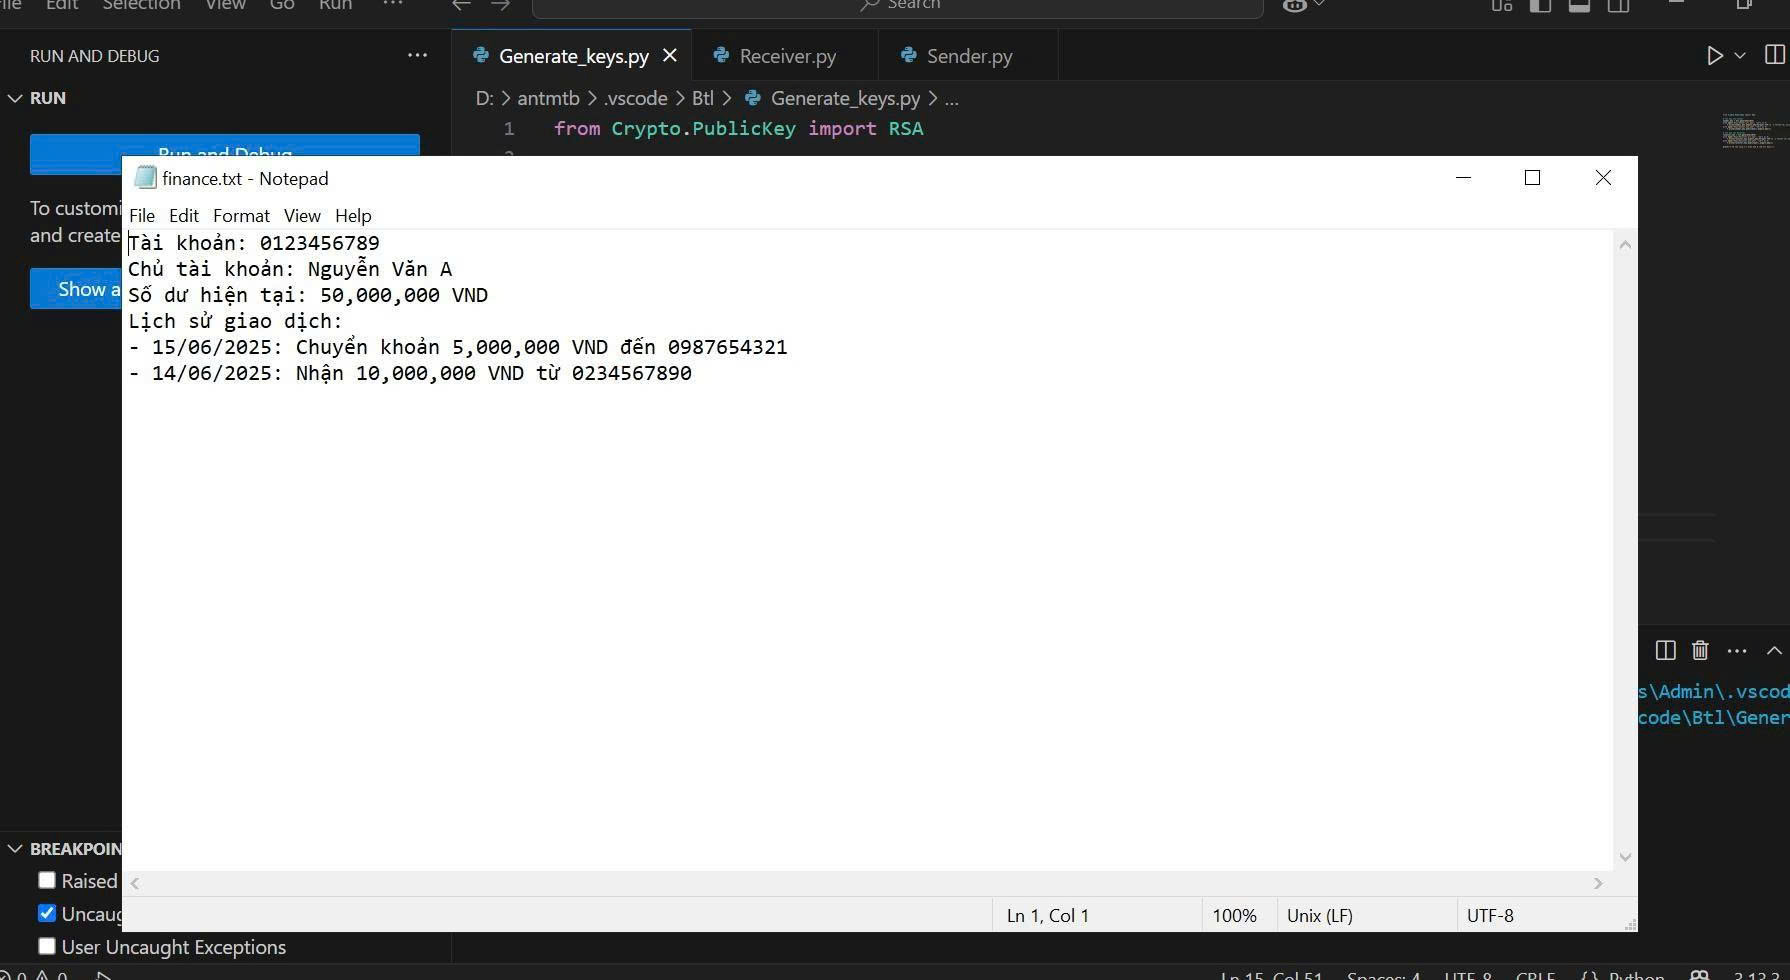 Edit Selection View Go Run ...
Search
RUN AND DEBUG
Generate_keys.py
Receiver.py
Sender.py
RUN
D: > antmtb > .vscode > Btl > Generate_keys.py > ...
1 from Crypto.PublicKey import RSA
Run and Debug
finance.txt - Notepad
File Edit Format View Help
To customi
and create
Show a
Tài khoản: 0123456789
Chủ tài khoản: Nguyễn Văn A
Số dư hiện tại: 50,000,000 VND
Lịch sử giao dịch:
- 15/06/2025: Chuyển khoản 5,000,000 VND đến 0987654321
- 14/06/2025: Nhận 10,000,000 VND từ 0234567890
s\Admin\.vscod
code\Btl\Gener
BREAKPOIN
Raised
Uncaug
User Uncaught Exceptions
Ln 1, Col 1
100%
Unix (LF)
UTF-8
0 0
Ln 15, Col 51 Spaces: 4 UTF-8 CRLF {} Python 3.13.3